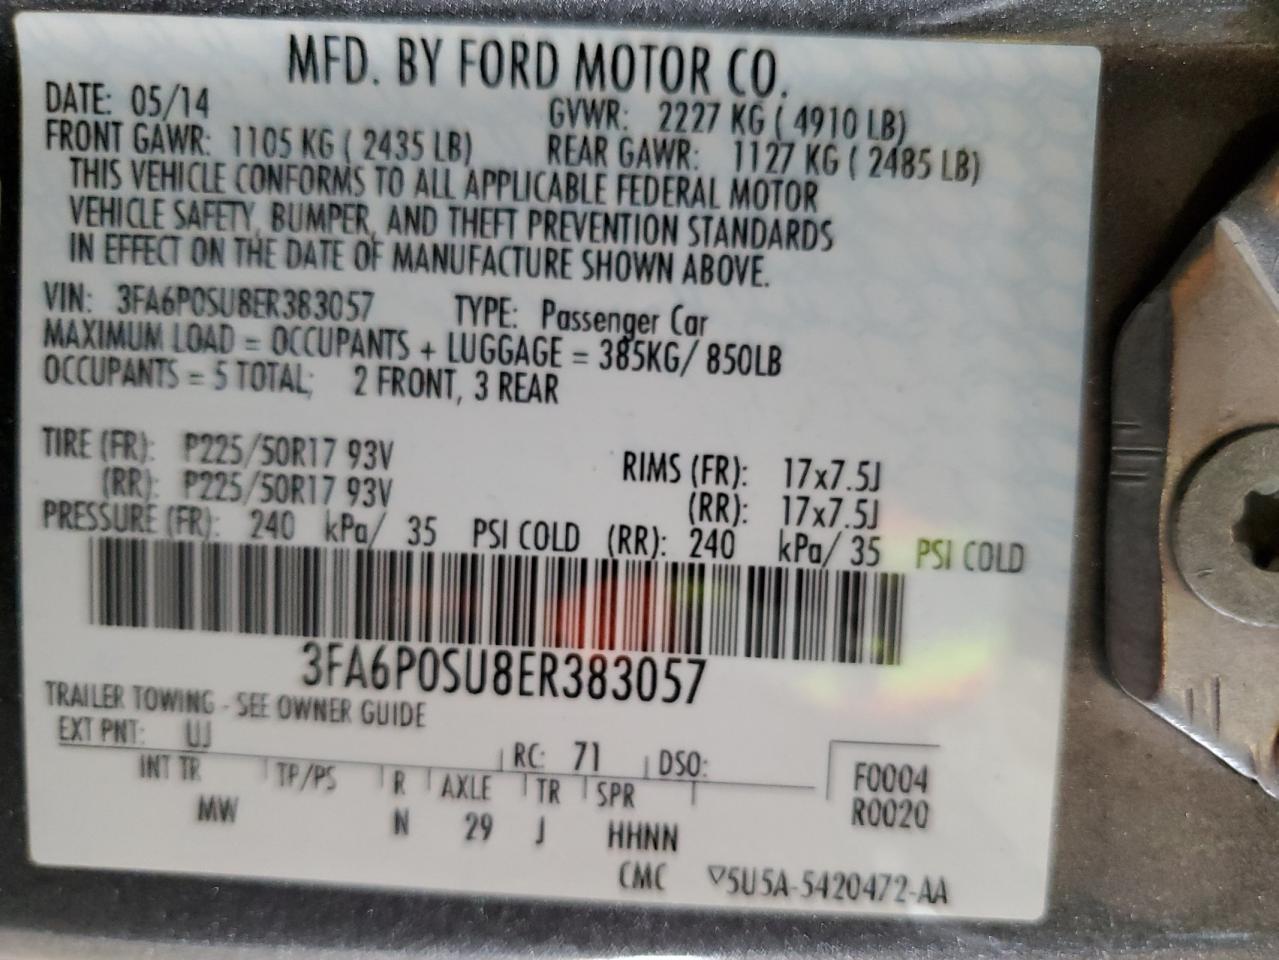 MFD. BY FORD MOTOR CO.
DATE: 05/14 GVWR: 2227 KG ( 4910 LB)
FRONT GAWR: 1105 KG ( 2435 LB) REAR GAWR: 1127 KG ( 2485 LB)
THIS VEHICLE CONFORMS TO ALL APPLICABLE FEDERAL MOTOR
VEHICLE SAFETY, BUMPER, AND THEFT PREVENTION STANDARDS
IN EFFECT ON THE DATE OF MANUFACTURE SHOWN ABOVE.
VIN: 3FA6P0SU8ER383057 TYPE: Passenger Car
MAXIMUM LOAD = OCCUPANTS + LUGGAGE = 385KG/ 850LB
OCCUPANTS = 5 TOTAL; 2 FRONT, 3 REAR
TIRE (FR): P225/50R17 93V RIMS (FR): 17x7.5J
(RR): P225/50R17 93V (RR): 17x7.5J
PRESSURE (FR): 240 kPa/ 35 PSI COLD (RR): 240 kPa/ 35 PSI COLD
3FA6P0SU8ER383057
TRAILER TOWING - SEE OWNER GUIDE
EXT PNT: UJ RC: 71 DSO:
INT TR TP/PS R AXLE TR SPR F0004
MW N 29 J HHNN R0020
CMC ▽5U5A-5420472-AA